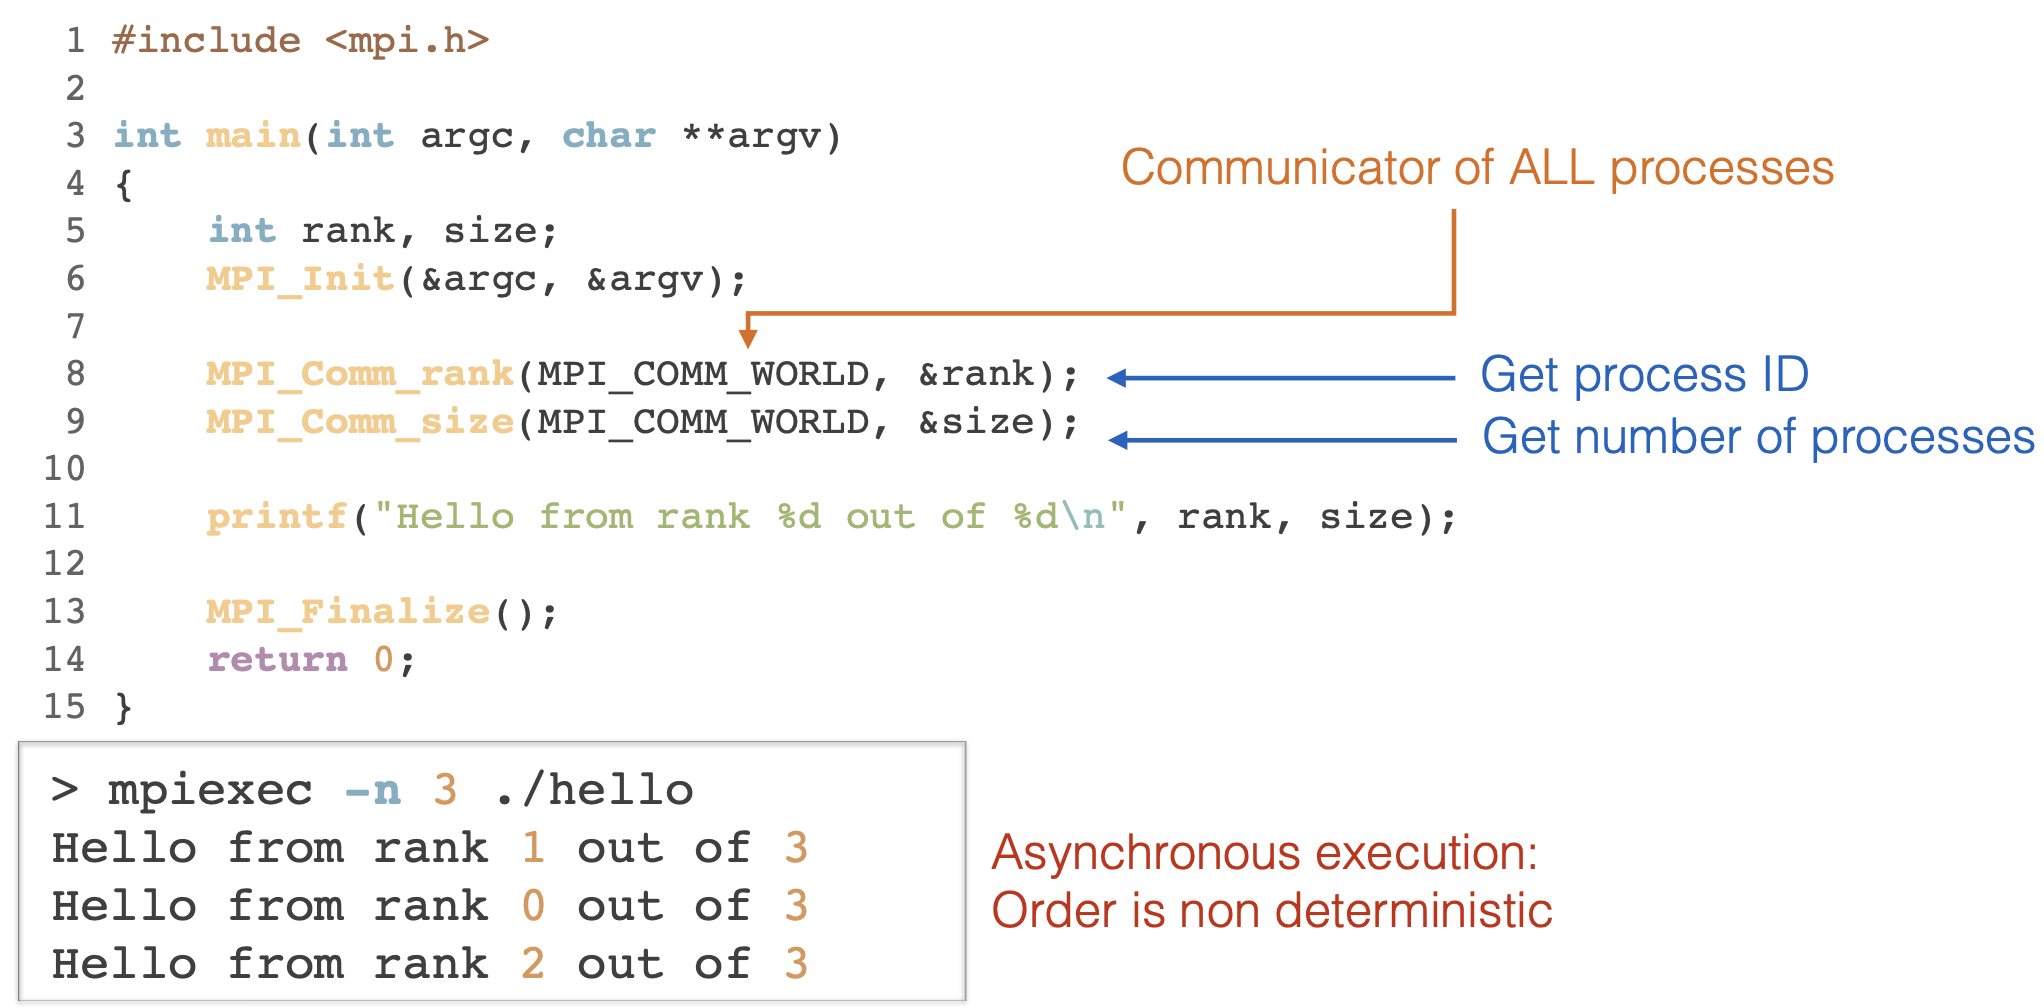 1 #include <mpi.h>
2
3 int main(int argc, char **argv)
4 {
5     int rank, size;
6     MPI_Init(&argc, &argv);
7
8     MPI_Comm_rank(MPI_COMM_WORLD, &rank);
9     MPI_Comm_size(MPI_COMM_WORLD, &size);
10
11     printf("Hello from rank %d out of %d\n", rank, size);
12
13     MPI_Finalize();
14     return 0;
15 }
Communicator of ALL processes
Get process ID
Get number of processes
> mpiexec -n 3 ./hello
Hello from rank 1 out of 3
Hello from rank 0 out of 3
Hello from rank 2 out of 3
Asynchronous execution:
Order is non deterministic